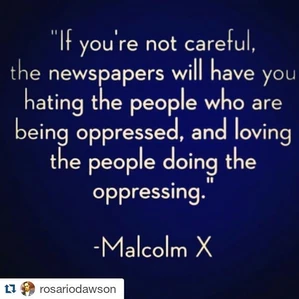 "If you're not careful,
the newspapers will have you
hating the people who are
being oppressed, and loving
the people doing the
oppressing."
-Malcolm X
rosariodawson